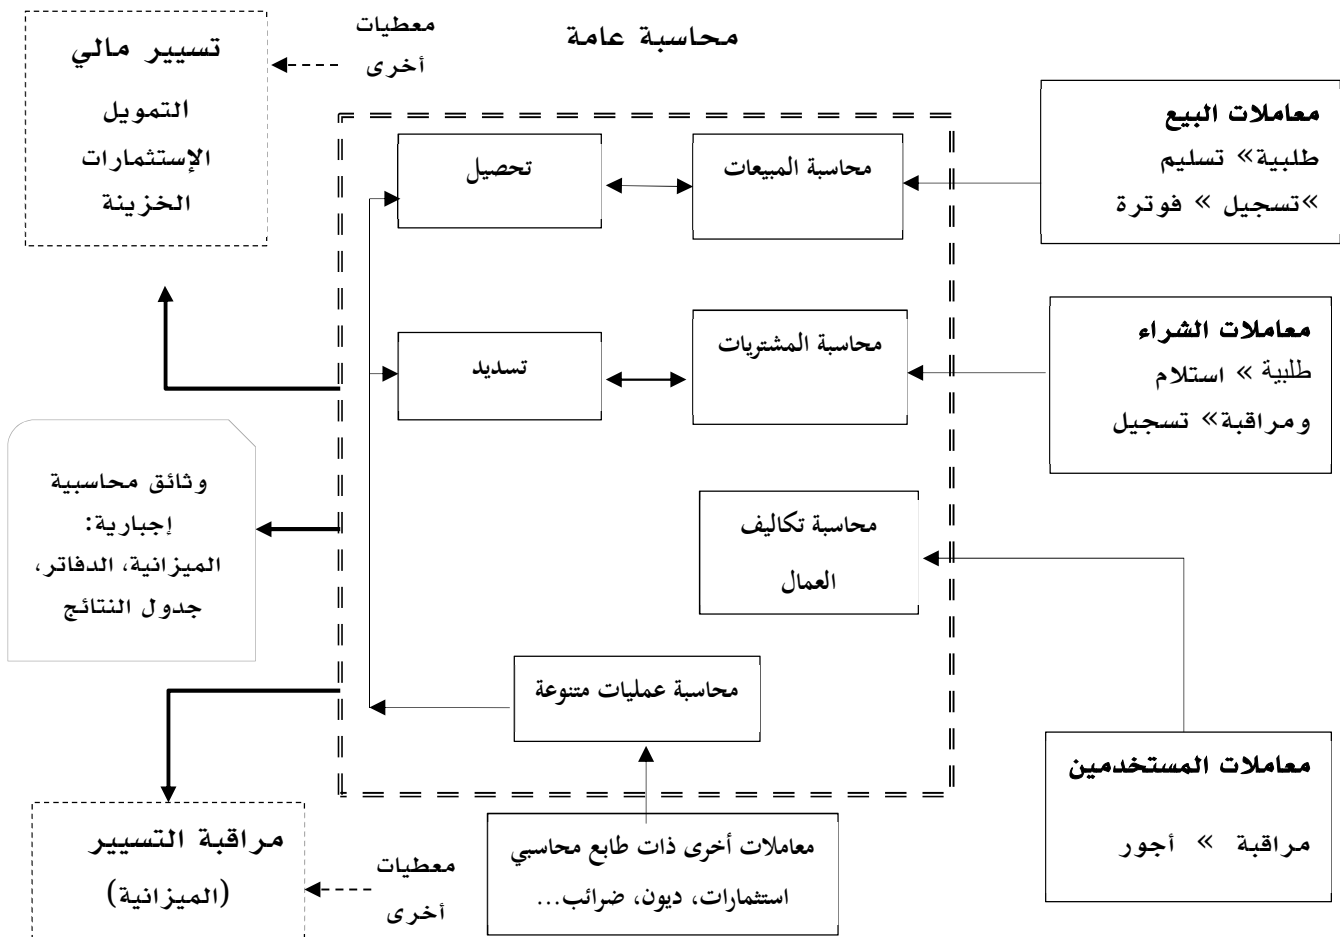 محاسبة عامة
معاملات البيع
طلبية» تسليم
»تسجيل » فوترة
محاسبة المبيعات
تحصيل
معطيات
أخرى
تسيير مالي
التمويل
الإستثمارات
الخزينة
معاملات الشراء
طلبية » استلام
ومراقبة» تسجيل
محاسبة المشتريات
تسديد
محاسبة تكاليف
العمال
وثائق محاسبية
إجبارية:
الميزانية، الدفاتر،
جدول النتائج
محاسبة عمليات متنوعة
معاملات المستخدمين
مراقبة » أجور
معاملات أخرى ذات طابع محاسبي
استثمارات، ديون، ضرائب...
معطيات
أخرى
مراقبة التسيير
(الميزانية)